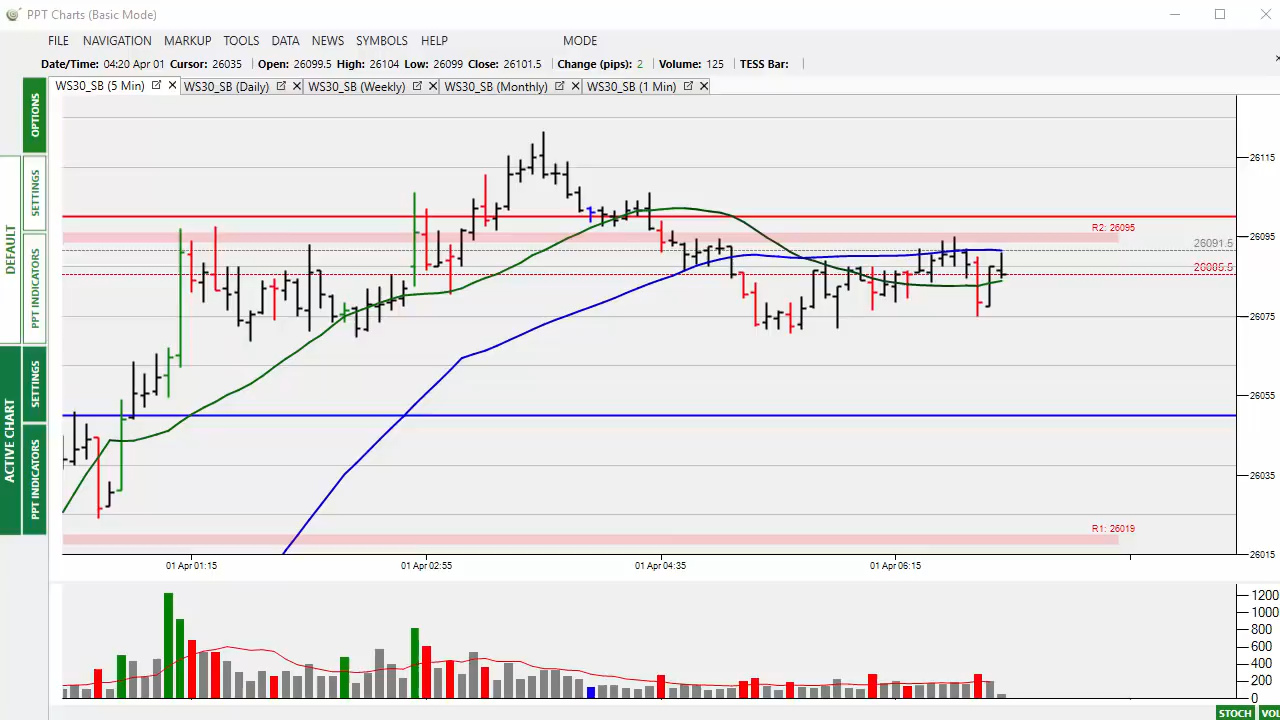 PPT Charts (Basic Mode)
FILE NAVIGATION MARKUP TOOLS DATA NEWS SYMBOLS HELP MODE
Date/Time: 04:20 Apr 01 Cursor: 26035 Open: 26099.5 High: 26104 Low: 26099 Close: 26101.5 Change (pips): 2 Volume: 125 TESS Bar:
WS30_SB (5 Min) WS30_SB (Daily) WS30_SB (Weekly) WS30_SB (Monthly) WS30_SB (1 Min)
OPTIONS
DEFAULT
SETTINGS
PPT INDICATORS
ACTIVE CHART
SETTINGS
PPT INDICATORS
26115
R2: 26095
26095
26091.5
26075
26055
26035
R1: 26019
26015
01 Apr 01:15 01 Apr 02:55 01 Apr 04:35 01 Apr 06:15
1200
1000
800
600
400
200
0
STOCH VOL